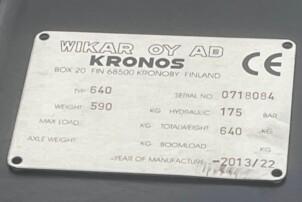 WIKAR OY AB
KRONOS
CE
BOX 20 FIN 68500 KRONOBY FINLAND
TYP 640 SERIAL NO 0718084
WEIGHT 590 KG HYDRAULIC 175 BAR
MAX LOAD: KG TOTALWEIGHT 640 KG
AXLE WEIGHT KG BOOMLOAD KG
YEAR OF MANUFACTURE -2013/22